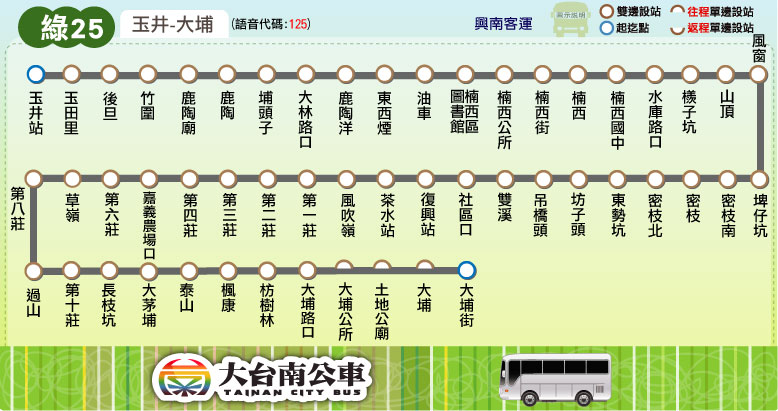 綠25
玉井-大埔
(語音代碼:125)
興南客運
圖示說明
雙邊設站
起迄點
往程單邊設站
返程單邊設站
玉井站
玉田里
後旦
竹圍
鹿陶廟
鹿陶
埔頭子
大林路口
鹿陶洋
東西煙
油車
楠西區圖書館
楠西公所
楠西街
楠西
楠西國中
水庫路口
檨子坑
山頂
風窗
埤仔坑
密枝南
密枝
密枝北
東勢坑
坊子頭
吊橋頭
雙溪
社區口
復興站
茶水站
風吹嶺
第一莊
第二莊
第三莊
第四莊
嘉義農場口
第六莊
草嶺
第八莊
過山
第十莊
長枝坑
大茅埔
泰山
楓康
枋樹林
大埔路口
大埔公所
土地公廟
大埔
大埔街
大台南公車
TAINAN CITY BUS